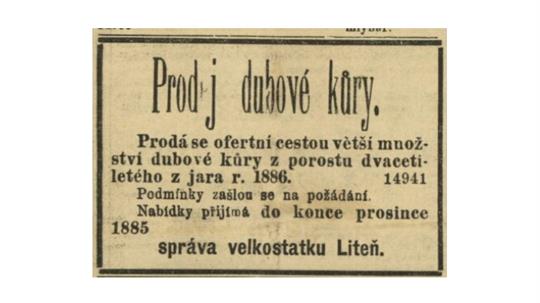 Prodej dubové kůry.
Prodá se ofertní cestou větší množ-
ství dubové kůry z porostu dvaceti-
letého z jara r. 1886. 14941
Podmínky zašlou se na požádání.
Nabídky přijímá do konce prosince
1885
správa velkostatku Liteň.